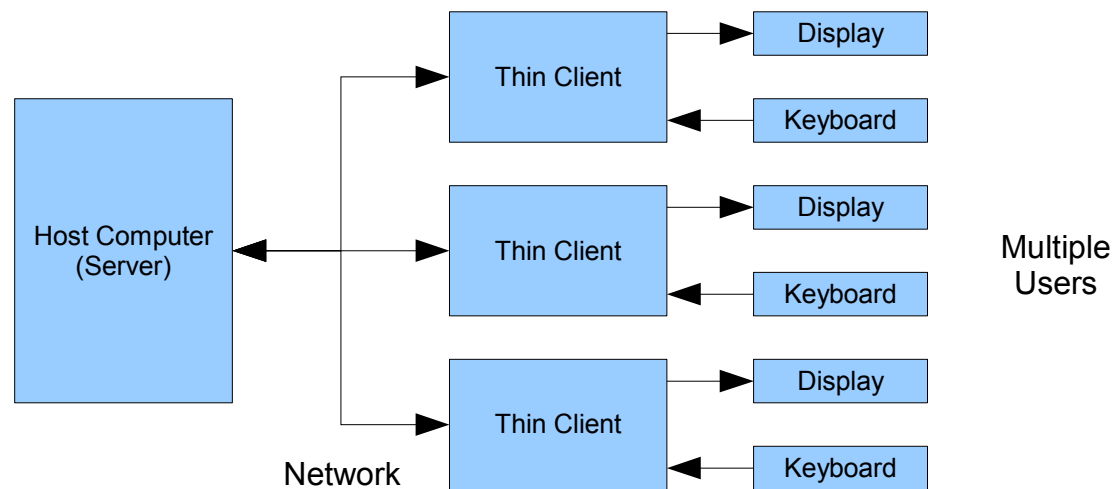 Host Computer
(Server)
Thin Client
Display
Keyboard
Thin Client
Display
Keyboard
Thin Client
Display
Keyboard
Network
Multiple
Users